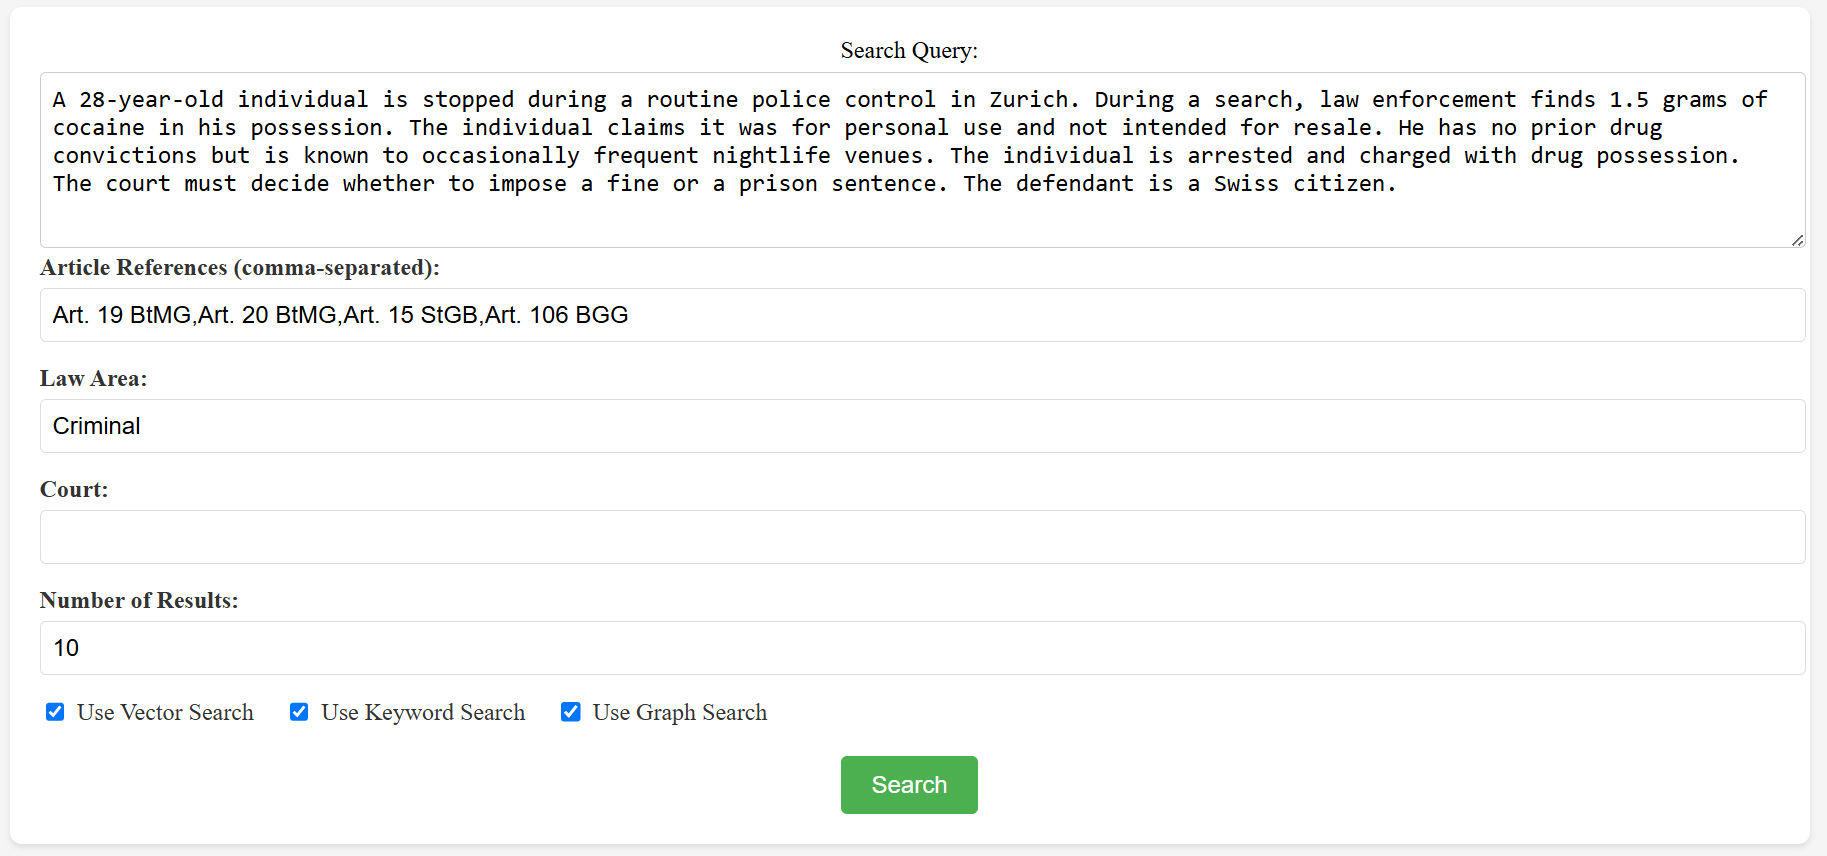 Search Query:
A 28-year-old individual is stopped during a routine police control in Zurich. During a search, law enforcement finds 1.5 grams of
cocaine in his possession. The individual claims it was for personal use and not intended for resale. He has no prior drug
convictions but is known to occasionally frequent nightlife venues. The individual is arrested and charged with drug possession.
The court must decide whether to impose a fine or a prison sentence. The defendant is a Swiss citizen.
Article References (comma-separated):
Art. 19 BtMG,Art. 20 BtMG,Art. 15 StGB,Art. 106 BGG
Law Area:
Criminal
Court:
Number of Results:
10
Use Vector Search Use Keyword Search Use Graph Search
Search